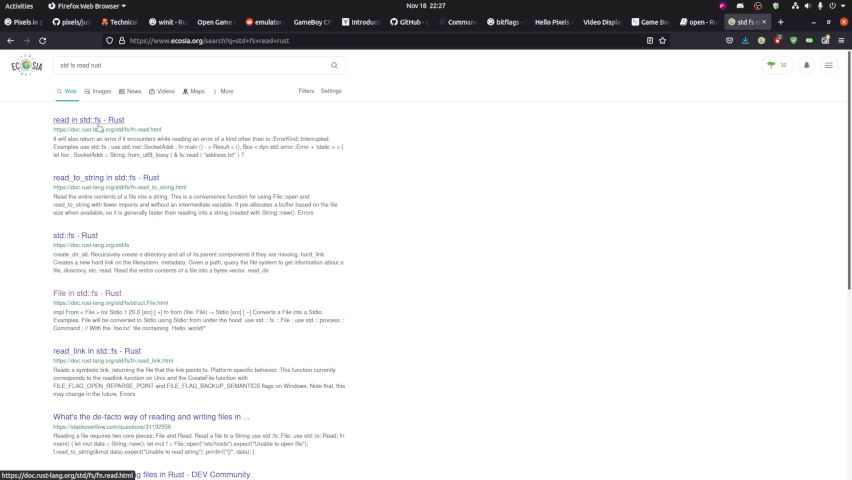 Activities Firefox Web Browser Nov 18 22:27
Pixels in p pixels/jus Technical winit - R Open Game emulator GameBoy CF Introduct GitHub - g Command bitflags - Hello Pixels Video Displa Game Bo open - R std fs re
https://www.ecosia.org/search?q=std+fs+read+rust
ECOSIA std fs read rust 32
Web Images News Videos Maps More Filters Settings
read in std::fs - Rust
https://doc.rust-lang.org/std/fs/fn.read.html
It will also return an error if it encounters while reading an error of a kind other than io::ErrorKind::Interrupted.
Examples use std::fs ; use std::net::SocketAddr ; fn main () -> Result < (), Box < dyn std::error::Error + 'static > > {
let foo : SocketAddr = String ::from_utf8_lossy ( & fs::read ( "address.txt" ) ?
read_to_string in std::fs - Rust
https://doc.rust-lang.org/std/fs/fn.read_to_string.html
Read the entire contents of a file into a string. This is a convenience function for using File::open and
read_to_string with fewer imports and without an intermediate variable. It pre-allocates a buffer based on the
file size when available, so it is generally faster than reading into a string created with String::new(). Errors
std::fs - Rust
https://doc.rust-lang.org/std/fs
create_dir_all. Recursively create a directory and all of its parent components if they are missing. hard_link.
Creates a new hard link on the filesystem. metadata. Given a path, query the file system to get information about a
file, directory, etc. read. Read the entire contents of a file into a bytes vector. read_dir.
File in std::fs - Rust
https://doc.rust-lang.org/std/fs/struct.File.html
impl From < File > for Stdio 1.20.0 [src] [ + ] fn from (file: File) -> Stdio [src] [ − ] Converts a File into a Stdio.
Examples. File will be converted to Stdio using Stdio::from under the hood. use std :: fs :: File ; use std :: process ::
Command ; // With the `foo.txt` file containing `Hello, world!"
read_link in std::fs - Rust
https://doc.rust-lang.org/std/fs/fn.read_link.html
Reads a symbolic link, returning the file that the link points to. Platform-specific behavior. This function currently
corresponds to the readlink function on Unix and the CreateFile function with
FILE_FLAG_OPEN_REPARSE_POINT and FILE_FLAG_BACKUP_SEMANTICS flags on Windows. Note that, this
may change in the future. Errors
What's the de-facto way of reading and writing files in ...
https://stackoverflow.com/questions/31192956
Reading a file requires two core pieces: File and Read. Read a file to a String use std::fs::File; use std::io::Read; fn
main() { let mut data = String::new(); let mut f = File::open("/etc/hosts").expect("Unable to open file");
f.read_to_string(&mut data).expect("Unable to read string"); println!("{}", data); }
https://doc.rust-lang.org/std/fs/fn.read.html g files in Rust - DEV Community